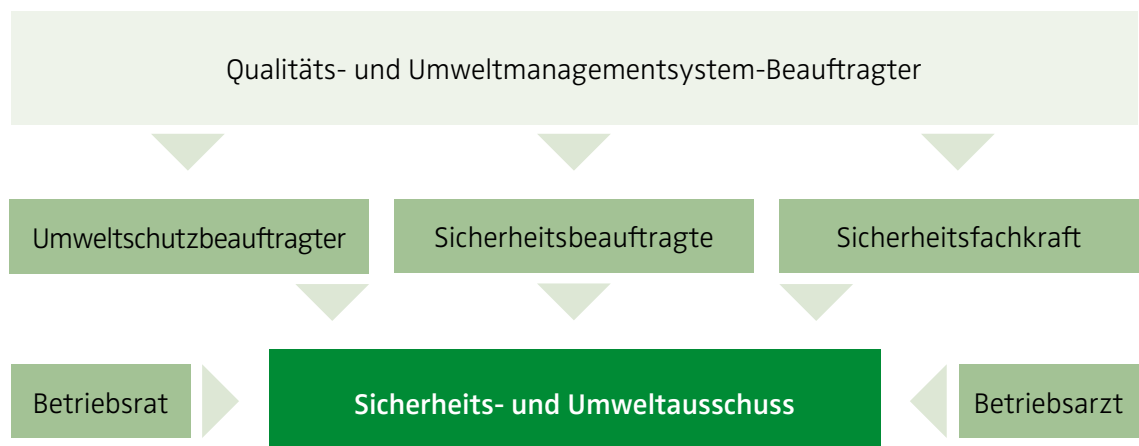 Qualitäts- und Umweltmanagementsystem-Beauftragter
Umweltschutzbeauftragter
Sicherheitsbeauftragte
Sicherheitsfachkraft
Betriebsrat
Sicherheits- und Umweltausschuss
Betriebsarzt